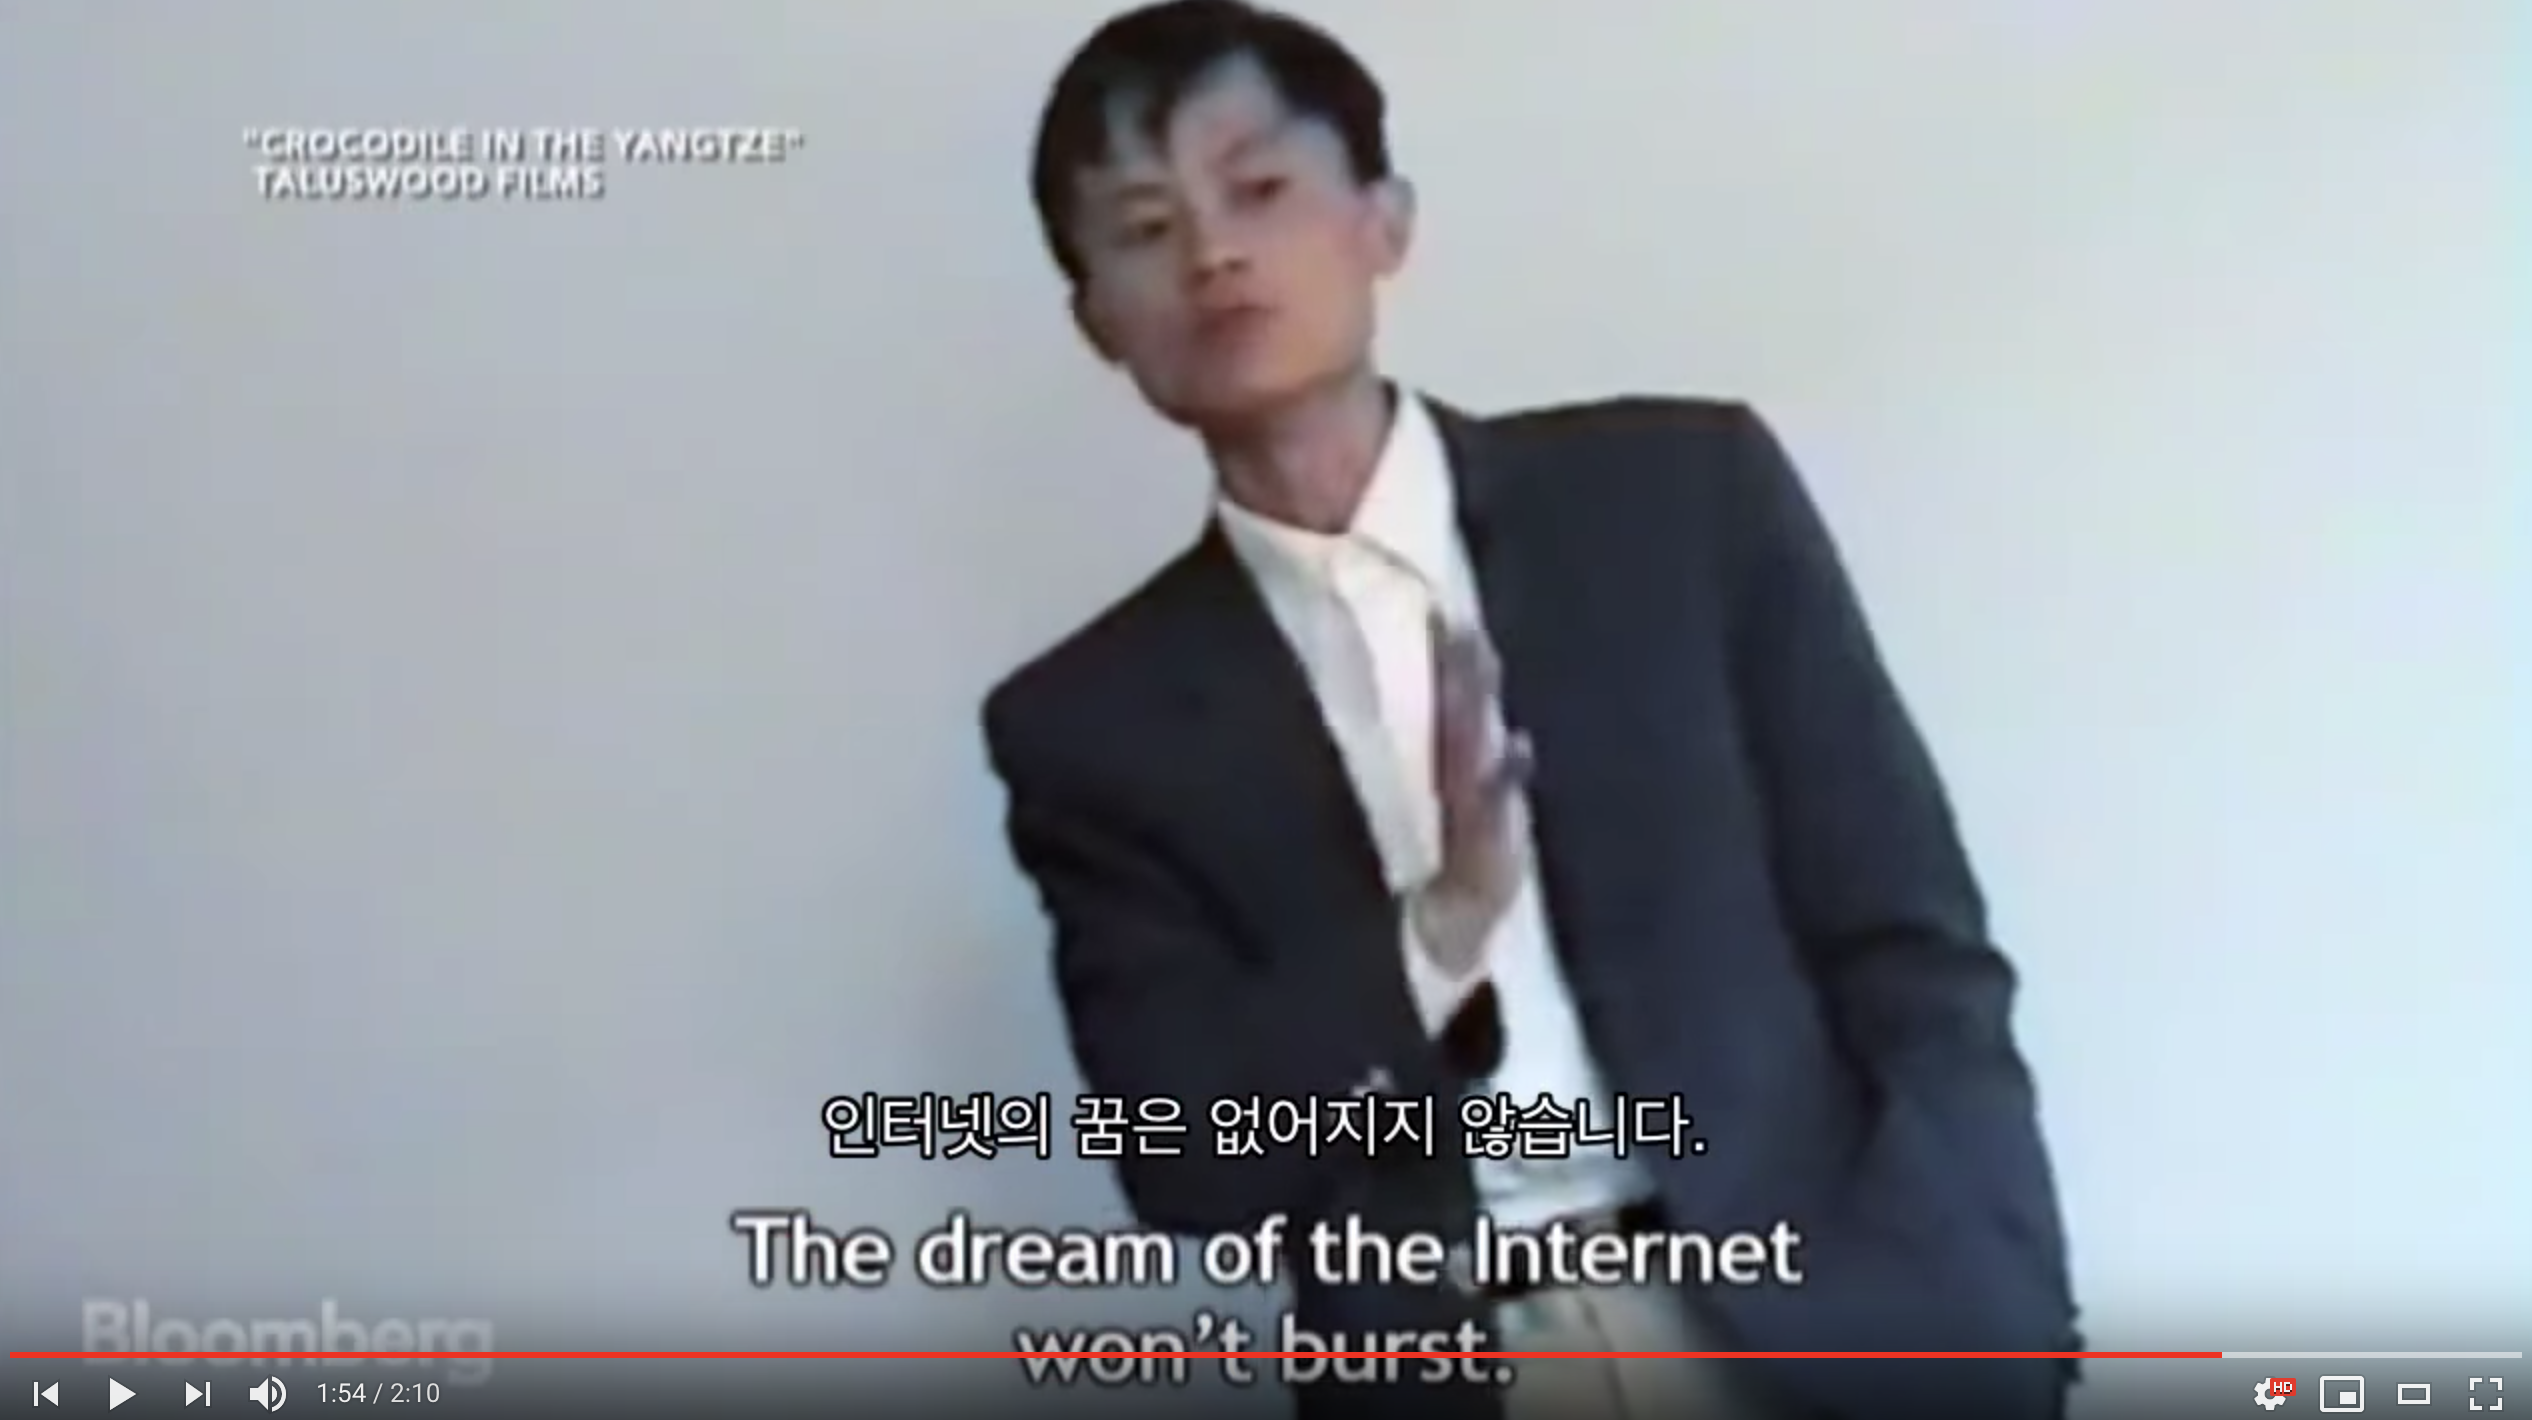 "CROCODILE IN THE YANGTZE"
TALUSWOOD FILMS
인터넷의 꿈은 없어지지 않습니다.
The dream of the Internet
won't burst.
Bloomberg
1:54 / 2:10
HD